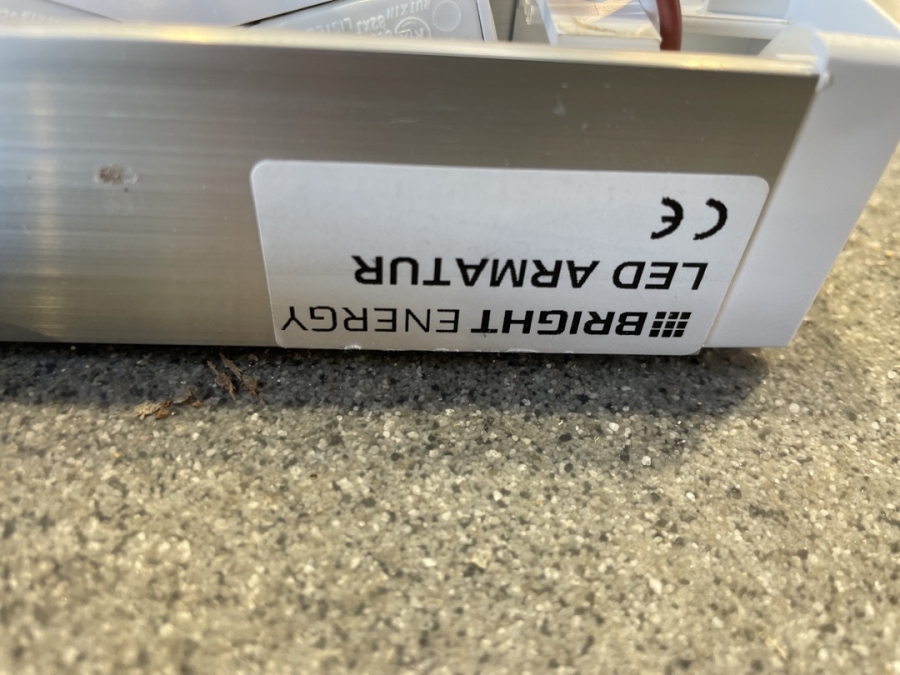 BRIGHT ENERGY
LED ARMATUR
CE